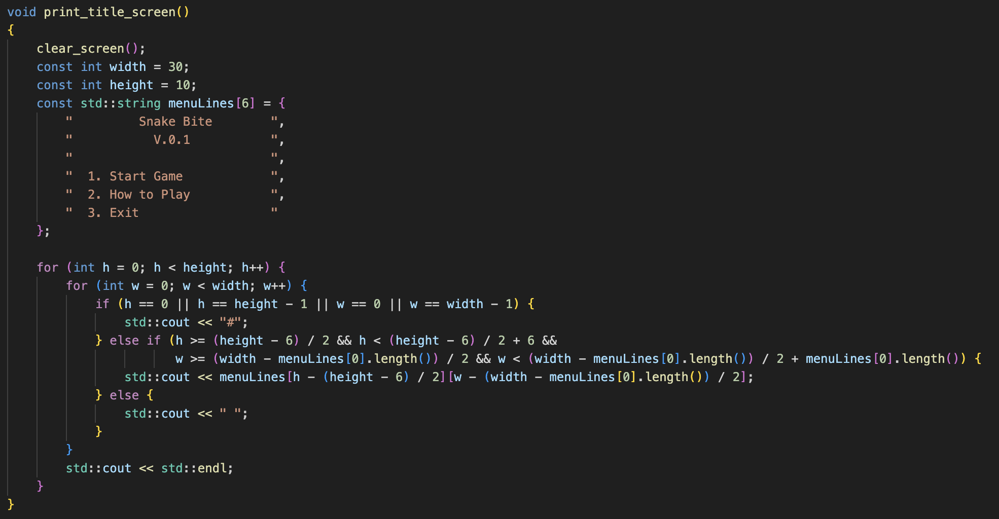 void print_title_screen()
{
    clear_screen();
    const int width = 30;
    const int height = 10;
    const std::string menuLines[6] = {
        "         Snake Bite        ",
        "           V.0.1           ",
        "                           ",
        "  1. Start Game            ",
        "  2. How to Play           ",
        "  3. Exit                  "
    };

    for (int h = 0; h < height; h++) {
        for (int w = 0; w < width; w++) {
            if (h == 0 || h == height - 1 || w == 0 || w == width - 1) {
                std::cout << "#";
            } else if (h >= (height - 6) / 2 && h < (height - 6) / 2 + 6 &&
                       w >= (width - menuLines[0].length()) / 2 && w < (width - menuLines[0].length()) / 2 + menuLines[0].length()) {
                std::cout << menuLines[h - (height - 6) / 2][w - (width - menuLines[0].length()) / 2];
            } else {
                std::cout << " ";
            }
        }
        std::cout << std::endl;
    }
}